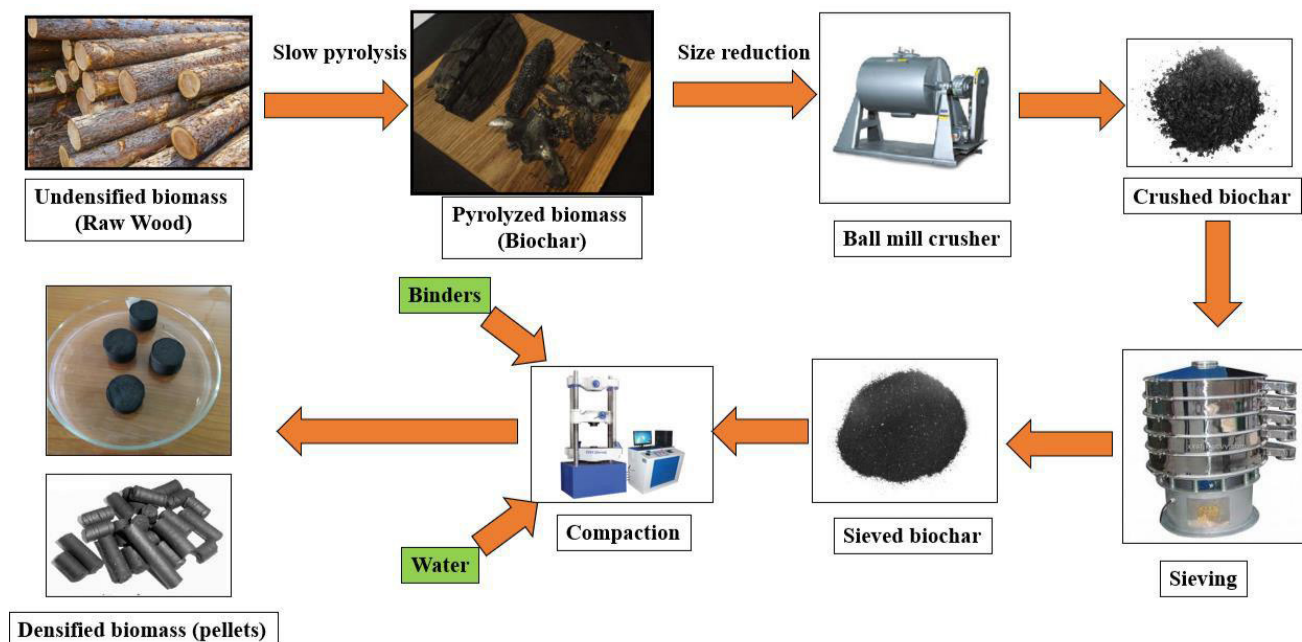 Slow pyrolysis
Size reduction
Undensified biomass
(Raw Wood)
Pyrolyzed biomass
(Biochar)
Ball mill crusher
Crushed biochar
Binders
Water
Compaction
Sieved biochar
Sieving
Densified biomass (pellets)